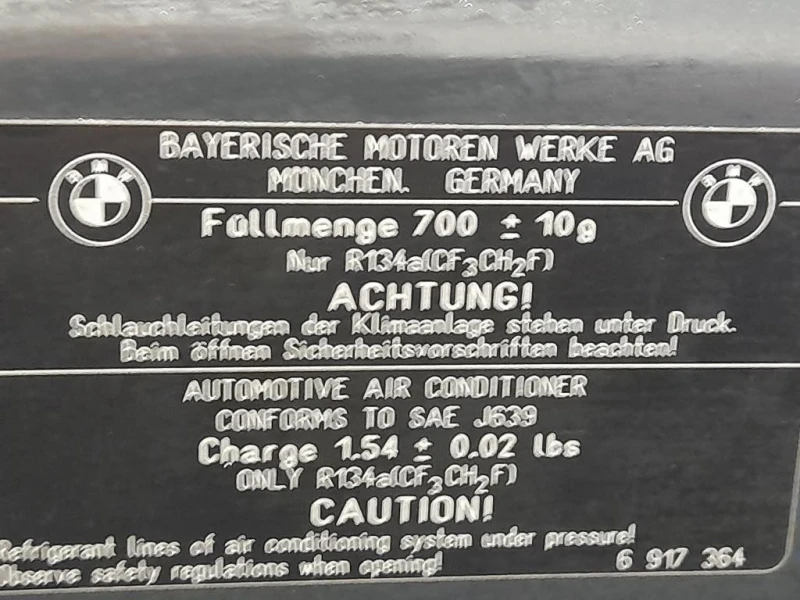 BAYERISCHE MOTOREN WERKE AG
MÜNCHEN. GERMANY
BMW
BMW
Füllmenge 700 ± 10g
Nur R134a(CF₃CH₂F)
ACHTUNG!
Schlauchleitungen der Klimaanlage stehen unter Druck.
Beim öffnen Sicherheitsvorschriften beachten!
AUTOMOTIVE AIR CONDITIONER
CONFORMS TO SAE J639
Charge 1.54 ± 0.02 lbs
ONLY R134a(CF₃CH₂F)
CAUTION!
Refrigerant lines of air conditioning system under pressure!
Observe safety regulations when opening!
6 917 364